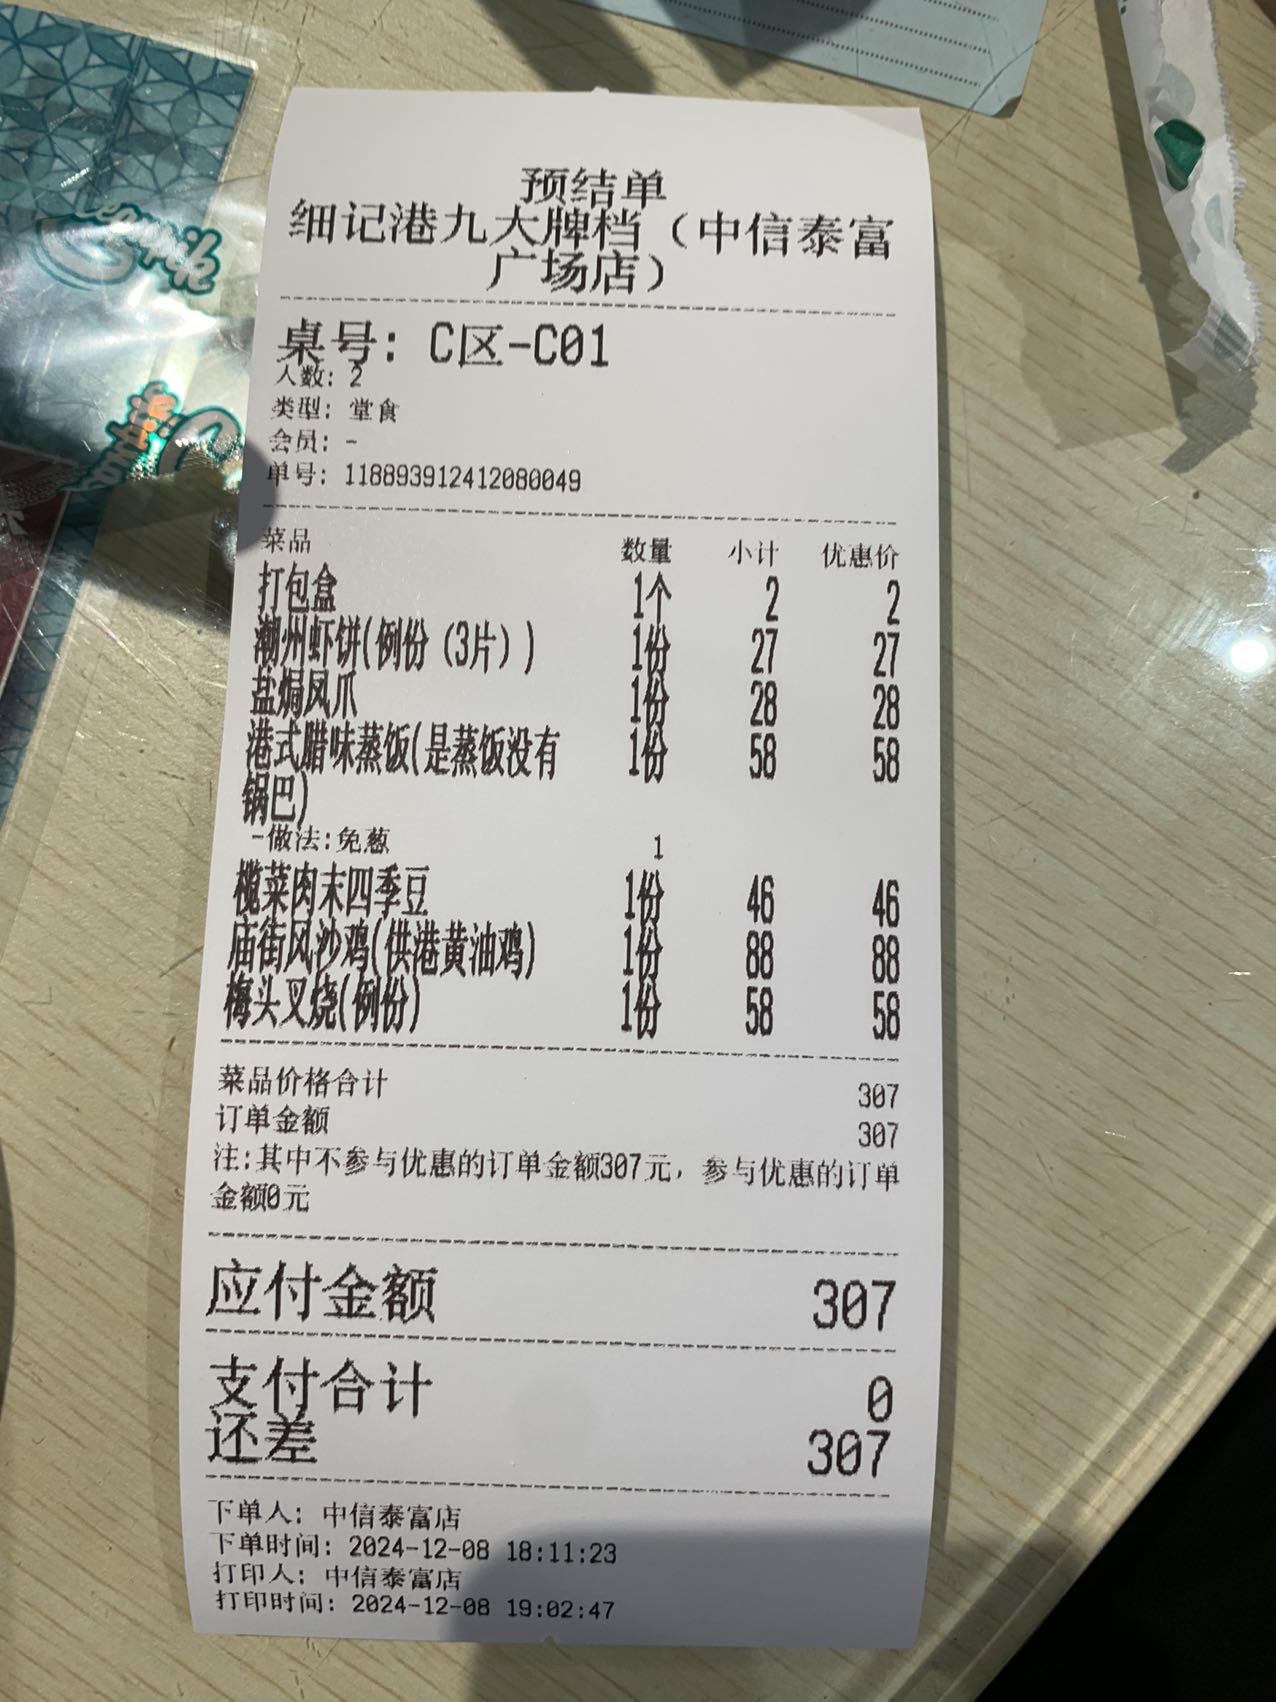 预结单
细记港九大牌档（中信泰富
广场店）
桌号: C区-C01
人数: 2
类型: 堂食
会员: -
单号: 118893912412080049
菜品 数量 小计 优惠价
打包盒 1个 2 2
潮州虾饼(例份（3片）) 1份 27 27
盐焗凤爪 1份 28 28
港式腊味蒸饭(是蒸饭没有 1份 58 58
锅巴)
-做法:免葱 1
榄菜肉末四季豆 1份 46 46
庙街风沙鸡(供港黄油鸡) 1份 88 88
梅头叉烧(例份) 1份 58 58
菜品价格合计 307
订单金额 307
注:其中不参与优惠的订单金额307元，参与优惠的订单
金额0元
应付金额 307
支付合计 0
还差 307
下单人: 中信泰富店
下单时间: 2024-12-08 18:11:23
打印人: 中信泰富店
打印时间: 2024-12-08 19:02:47